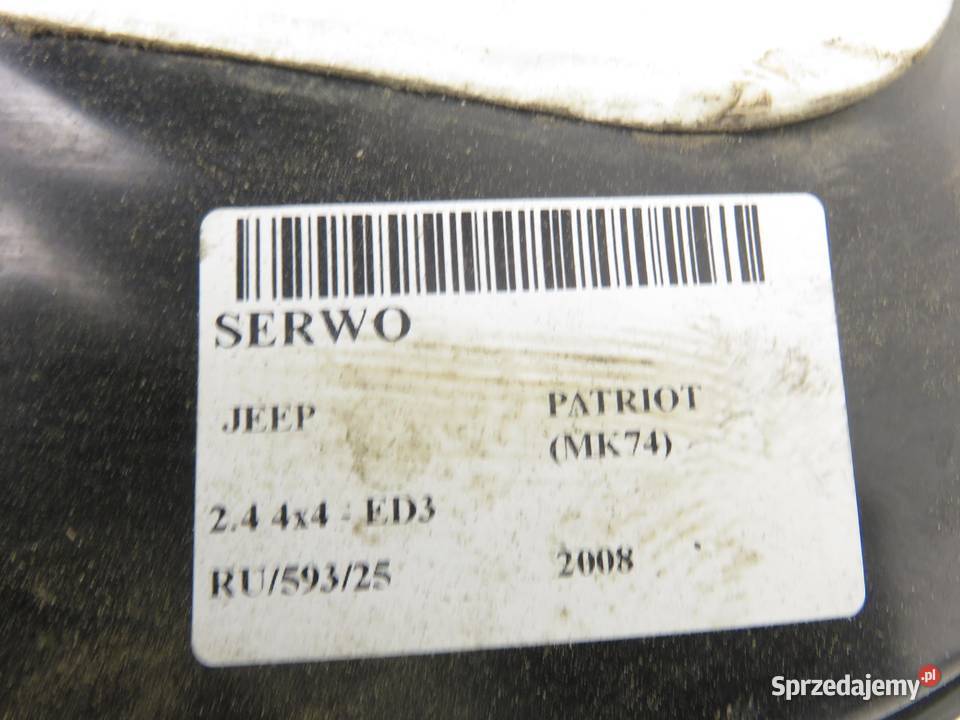 SERWO
JEEP
PATRIOT
(MK74)
2.4 4x4 - ED3
RU/593/25
2008
Sprzedajemy.pl